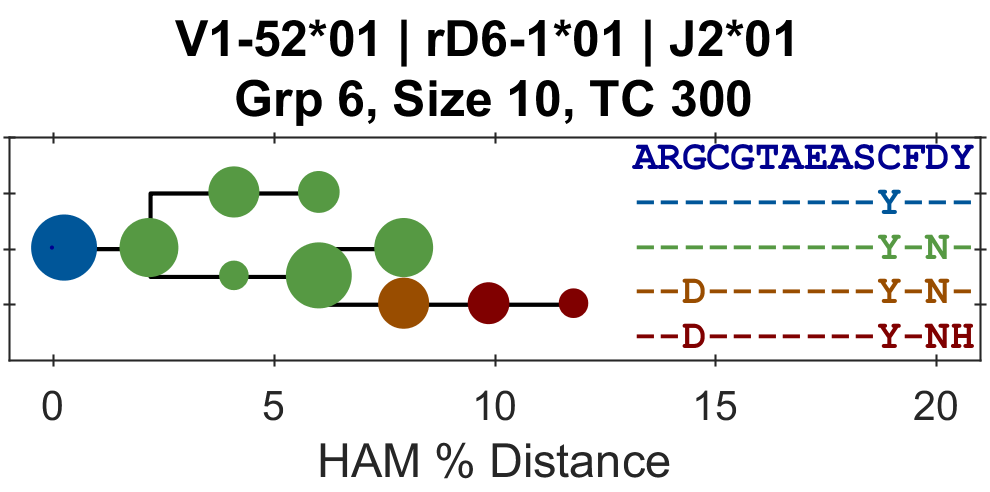 V1-52*01 | rD6-1*01 | J2*01
Grp 6, Size 10, TC 300
ARGCGTAEASCFDY
----------Y---
----------Y-N-
--D-------Y-N-
--D-------Y-NH
0 5 10 15 20
HAM % Distance